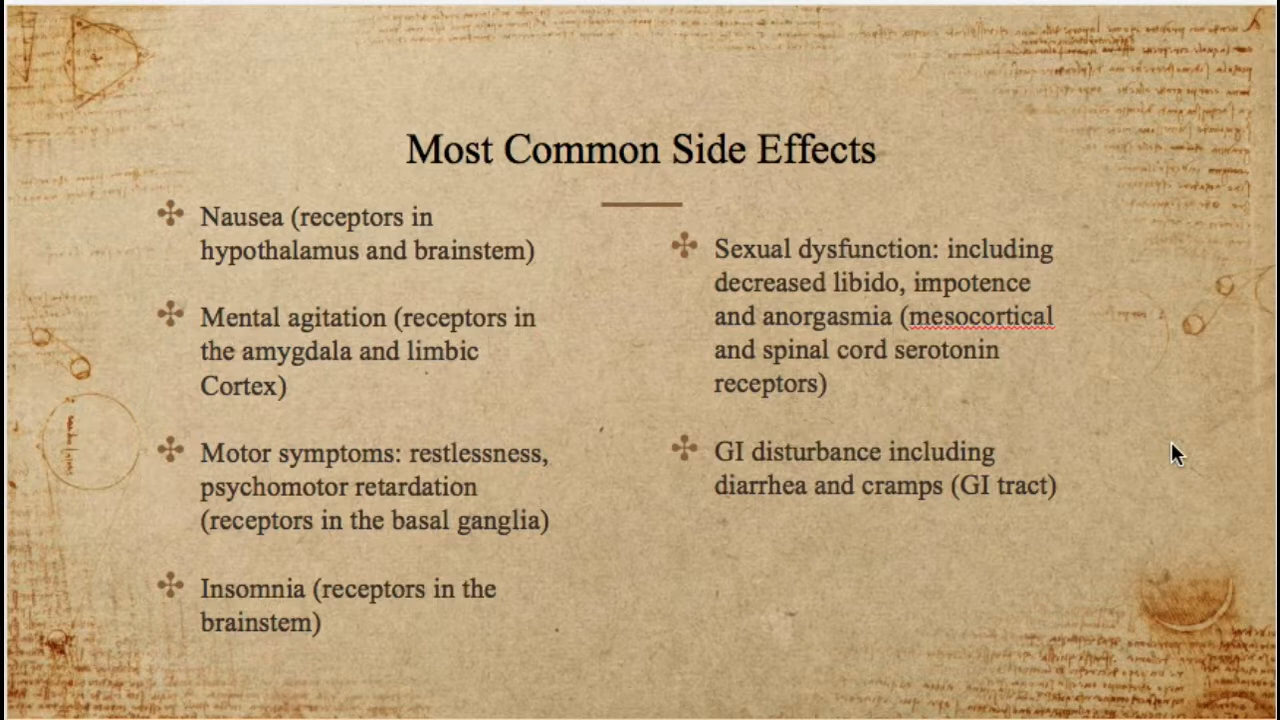 Most Common Side Effects
Nausea (receptors in
hypothalamus and brainstem)
Mental agitation (receptors in
the amygdala and limbic
Cortex)
Motor symptoms: restlessness,
psychomotor retardation
(receptors in the basal ganglia)
Insomnia (receptors in the
brainstem)
Sexual dysfunction: including
decreased libido, impotence
and anorgasmia (mesocortical
and spinal cord serotonin
receptors)
GI disturbance including
diarrhea and cramps (GI tract)